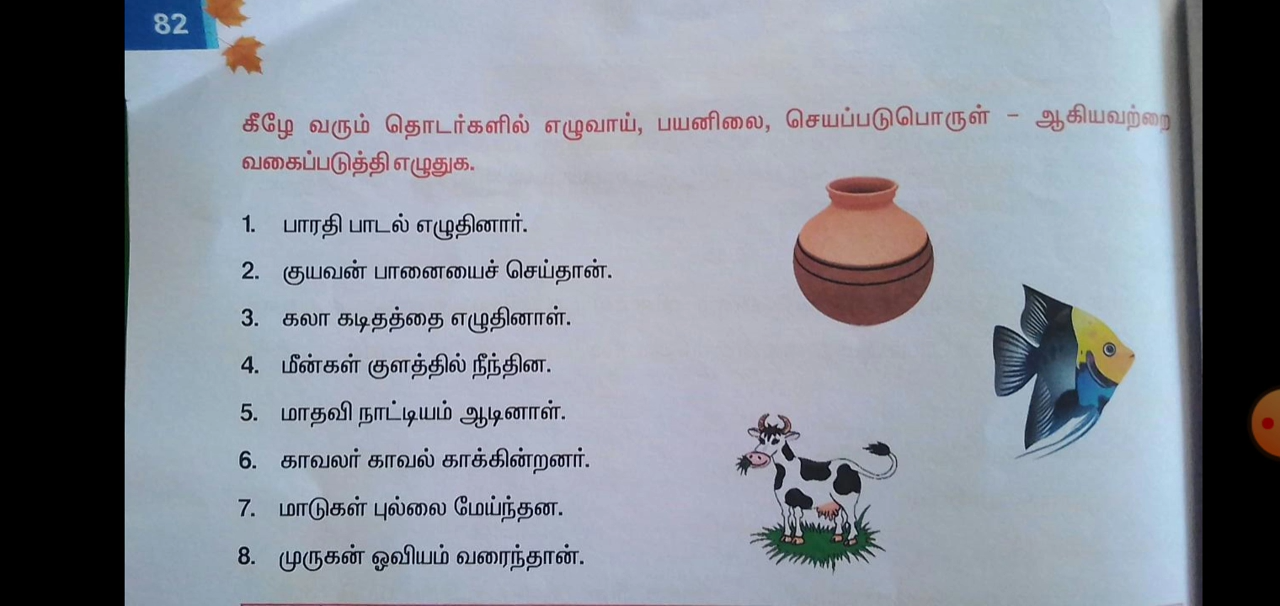 82
கீழே வரும் தொடர்களில் எழுவாய், பயனிலை, செயப்படுபொருள் – ஆகியவற்றை
வகைப்படுத்தி எழுதுக.
1. பாரதி பாடல் எழுதினார்.
2. குயவன் பானையைச் செய்தான்.
3. கலா கடிதத்தை எழுதினாள்.
4. மீன்கள் குளத்தில் நீந்தின.
5. மாதவி நாட்டியம் ஆடினாள்.
6. காவலர் காவல் காக்கின்றனர்.
7. மாடுகள் புல்லை மேய்ந்தன.
8. முருகன் ஓவியம் வரைந்தான்.